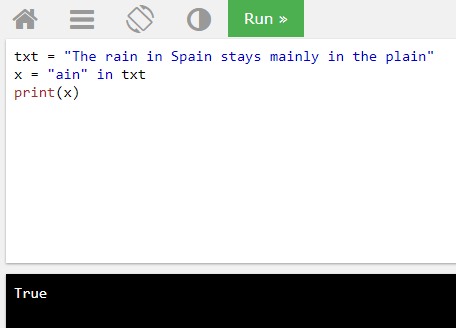 Run »
txt = "The rain in Spain stays mainly in the plain"
x = "ain" in txt
print(x)
True